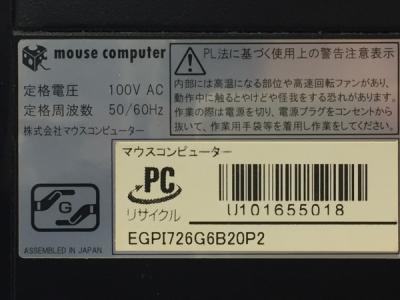 mouse computer
定格電圧 100V AC
定格周波数 50/60Hz
株式会社マウスコンピューター
PL法に基づく使用上の警告注意表示
内部には高温になる部位や高速回転ファンがあり、
動作中に触るとやけどや怪我をする恐れがあります。
作業の際は電源を切り、電源プラグをコンセントから
抜いて、作業用手袋等を着用し作業をしてください。
G
ASSEMBLED IN JAPAN
マウスコンピューター
PC
リサイクル
U101655018
EGPI726G6B20P2